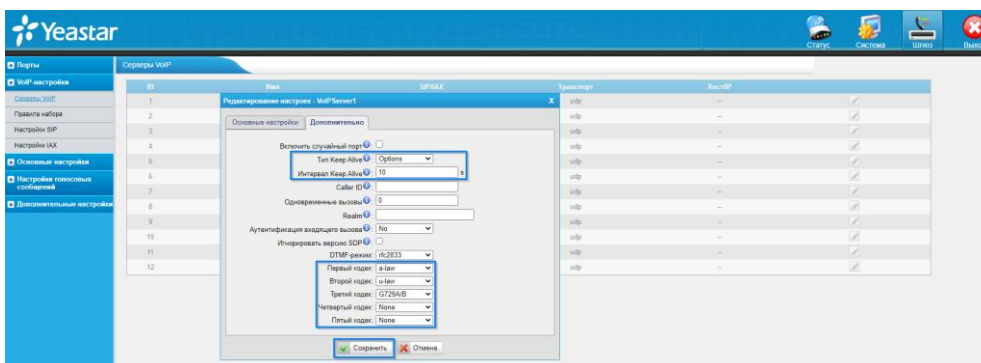 Yeastar
Статус
Система
Шлюз
Выхо
Порты
VoIP-настройки
Серверы VoIP
Правила набора
Настройки SIP
Настройки IAX
Основные настройки
Настройки голосовых
сообщений
Дополнительные настройки
Серверы VoIP
ID Имя SIP/IAX Транспорт Хост/IP
1 udp --
2 udp --
3 udp --
4 udp --
5 udp --
6 udp --
7 udp --
8 udp --
9 udp --
10 udp --
11 udp --
12 udp --
Редактирование настроек - VoIPServer1 X
Основные настройки Дополнительно
Включить случайный порт
Тип Keep Alive: Options
Интервал Keep Alive: 10 s
Caller ID
Одновременные вызовы: 0
Realm
Аутентификация входящего вызова: No
Игнорировать версию SDP
DTMF-режим: rfc2833
Первый кодек: a-law
Второй кодек: u-law
Третий кодек: G729A/B
Четвертый кодек: None
Пятый кодек: None
Сохранить Отмена